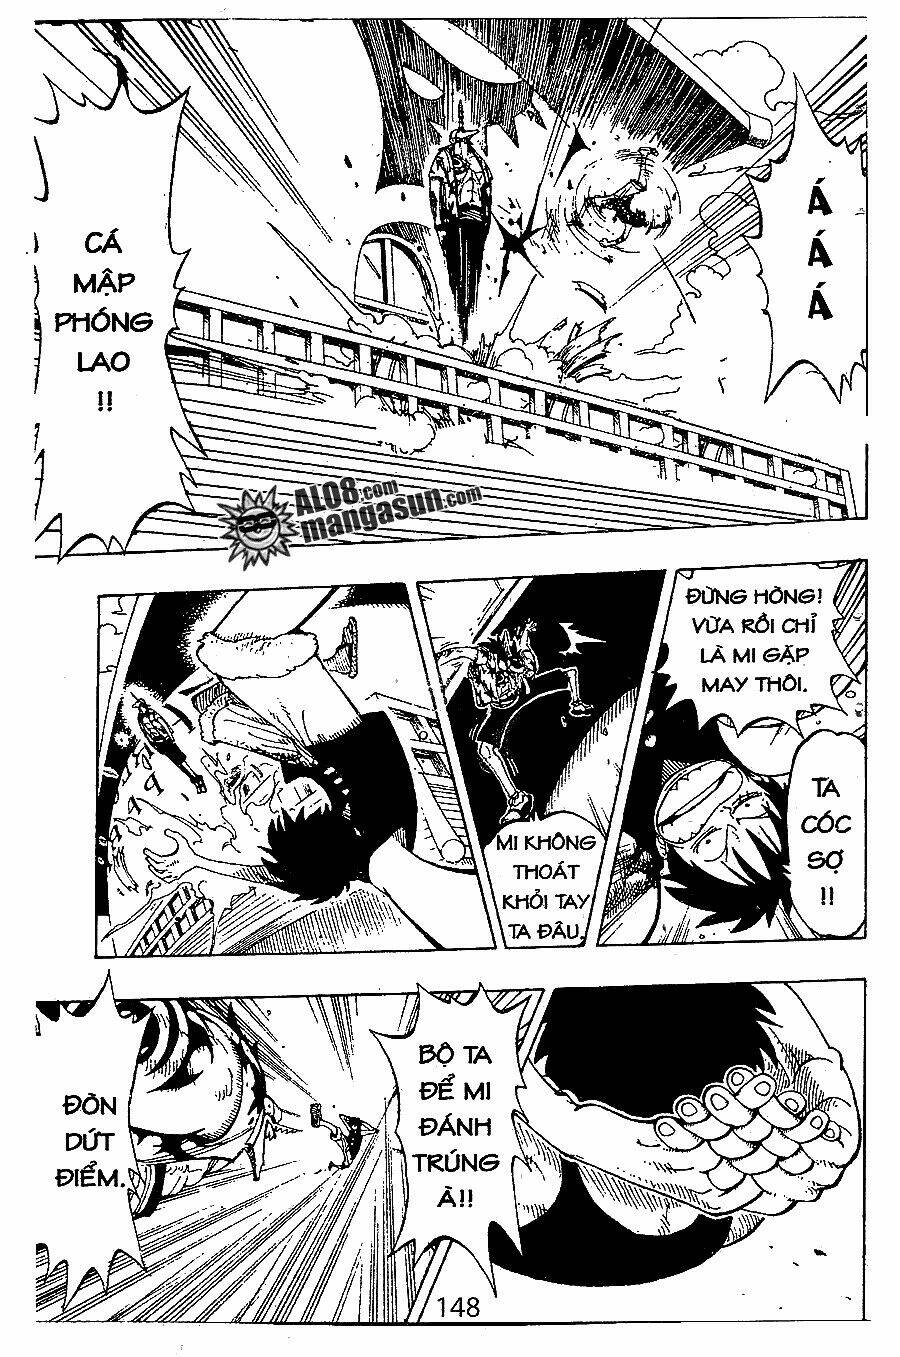 Á
Á
Á
CÁ
MẬP
PHÓNG
LAO
!!
AL08.com
mangasun.com
ĐỪNG HÒNG!
VỪA RỒI CHỈ
LÀ MI GẶP
MAY THÔI.
TA
CÓC
SỢ
!!
MI KHÔNG
THOÁT
KHỎI TAY
TA ĐÂU.
BỘ TA
ĐỂ MI
ĐÁNH
TRÚNG
À!!
ĐÒN
DỨT
ĐIỂM.
148